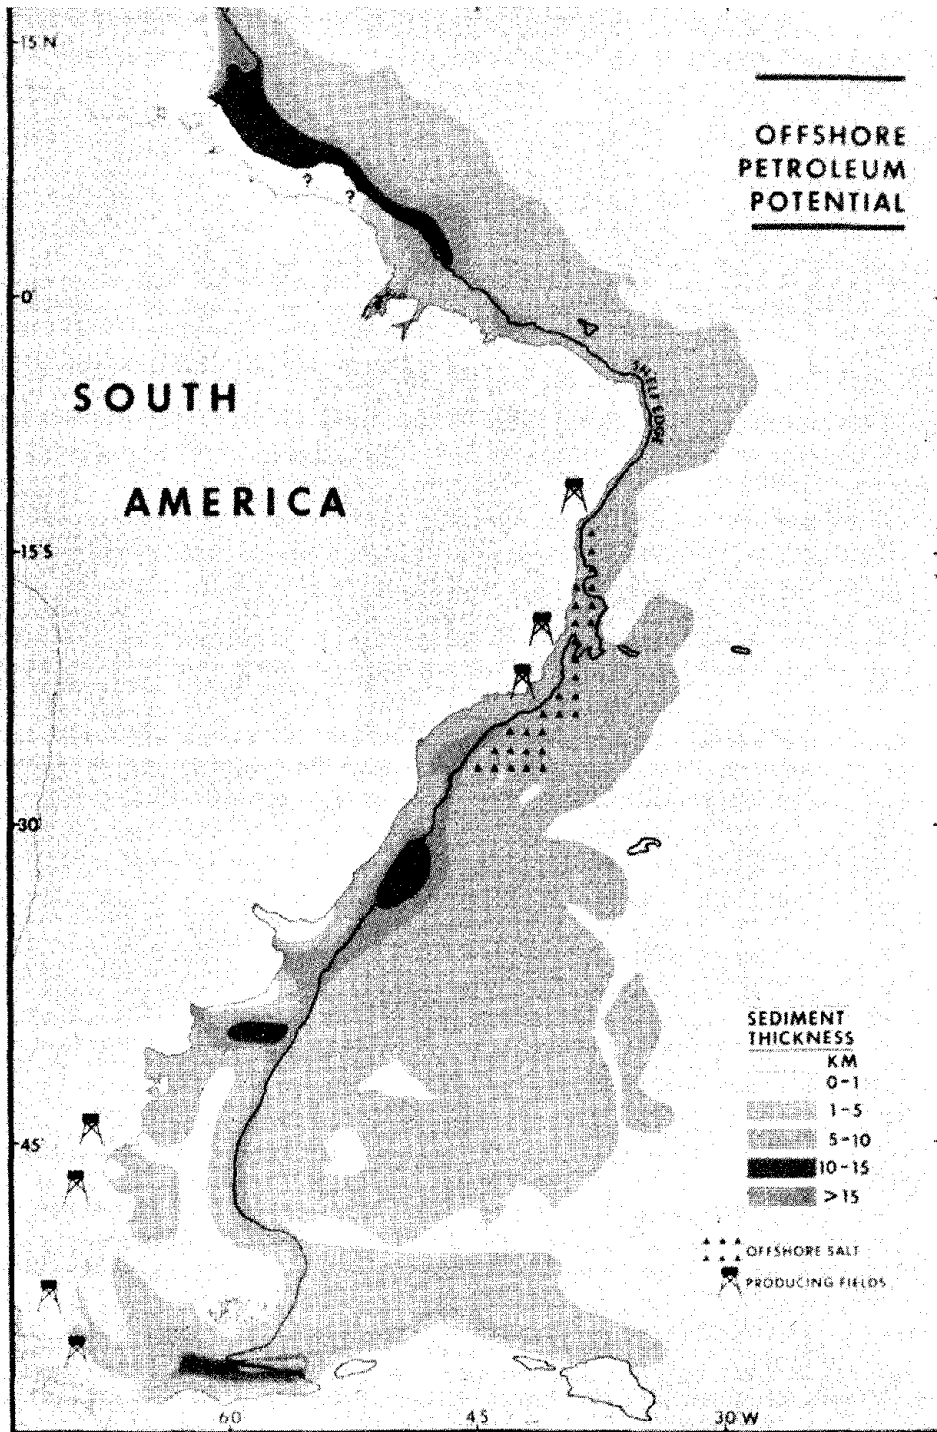 15 N
OFFSHORE
PETROLEUM
POTENTIAL
?
?
0°
SHELF EDGE
SOUTH
AMERICA
15°S
30°
SEDIMENT
THICKNESS
KM
0-1
1-5
5-10
10-15
>15
45°
OFFSHORE SALT
PRODUCING FIELDS
60
45
30 W